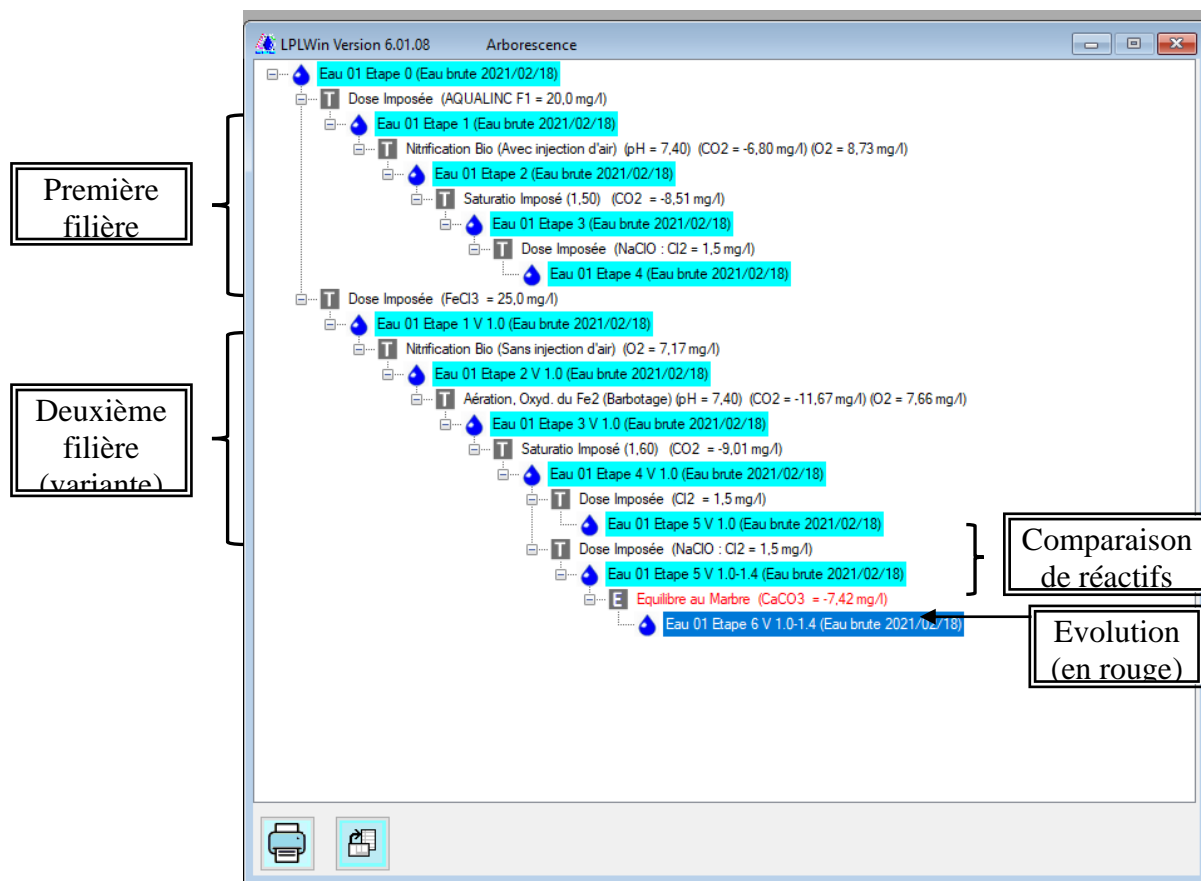 LPLWin Version 6.01.08 Arborescence
Eau 01 Etape 0 (Eau brute 2021/02/18)
Dose Imposée (AQUALINC F1 = 20,0 mg/l)
Eau 01 Etape 1 (Eau brute 2021/02/18)
T Nitrification Bio (Avec injection d'air) (pH = 7,40) (CO2 = -6,80 mg/l) (O2 = 8,73 mg/l)
Eau 01 Etape 2 (Eau brute 2021/02/18)
T Saturatio Imposé (1,50) (CO2 = -8,51 mg/l)
Eau 01 Etape 3 (Eau brute 2021/02/18)
T Dose Imposée (NaClO : Cl2 = 1,5 mg/l)
Eau 01 Etape 4 (Eau brute 2021/02/18)
T Dose Imposée (FeCl3 = 25,0 mg/l)
Eau 01 Etape 1 V 1.0 (Eau brute 2021/02/18)
T Nitrification Bio (Sans injection d'air) (O2 = 7,17 mg/l)
Eau 01 Etape 2 V 1.0 (Eau brute 2021/02/18)
T Aération, Oxyd. du Fe2 (Barbotage) (pH = 7,40) (CO2 = -11,67 mg/l) (O2 = 7,66 mg/l)
Eau 01 Etape 3 V 1.0 (Eau brute 2021/02/18)
T Saturatio Imposé (1,60) (CO2 = -9,01 mg/l)
Eau 01 Etape 4 V 1.0 (Eau brute 2021/02/18)
T Dose Imposée (Cl2 = 1,5 mg/l)
Eau 01 Etape 5 V 1.0 (Eau brute 2021/02/18)
T Dose Imposée (NaClO : Cl2 = 1,5 mg/l)
Eau 01 Etape 5 V 1.0-1.4 (Eau brute 2021/02/18)
E Equilibre au Marbre (CaCO3 = -7,42 mg/l)
Eau 01 Etape 6 V 1.0-1.4 (Eau brute 2021/02/18)
Première
filière
Deuxième
filière
(variante)
Comparaison
de réactifs
Evolution
(en rouge)